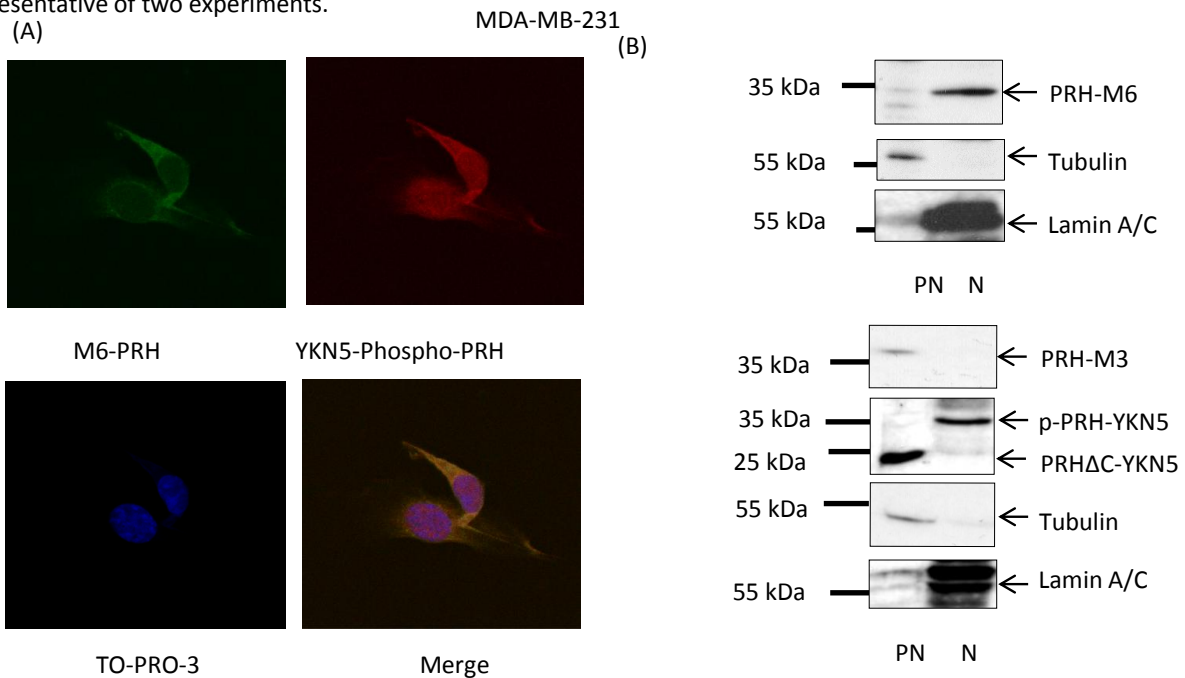 esentative of two experiments.
(A)
MDA-MB-231
(B)
M6-PRH
YKN5-Phospho-PRH
TO-PRO-3
Merge
35 kDa
PRH-M6
55 kDa
Tubulin
55 kDa
Lamin A/C
PN N
35 kDa
PRH-M3
35 kDa
p-PRH-YKN5
25 kDa
PRHΔC-YKN5
55 kDa
Tubulin
55 kDa
Lamin A/C
PN N